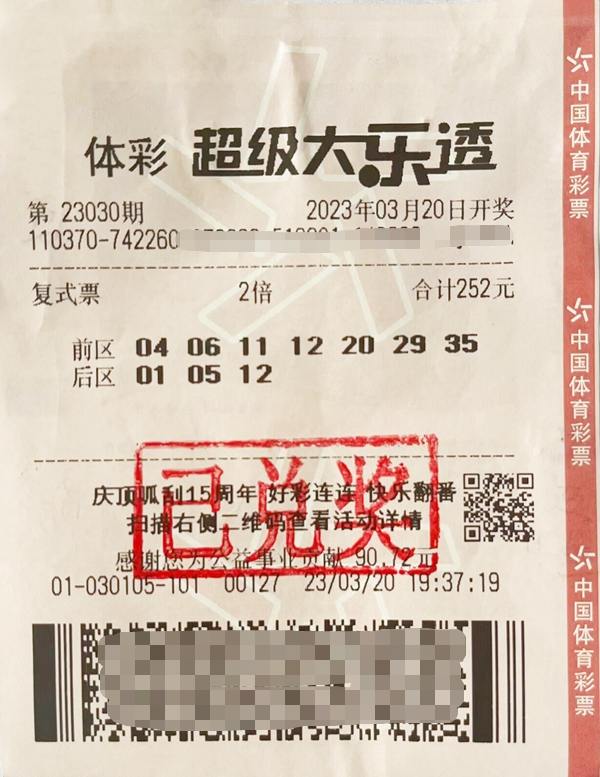 体彩 超级大乐透
第 23030期 2023年03月20日开奖
110370-742260
复式票 2倍 合计252元
前区 04 06 11 12 20 29 35
后区 01 05 12
已兑奖
庆顶呱刮15周年 好彩连连 快乐翻番
扫描右侧二维码查看活动详情
感谢您为公益事业贡献 90.72元
01-030105-101 00127 23/03/20 19:37:19
中国体育彩票
中国体育彩票
中国体育彩票